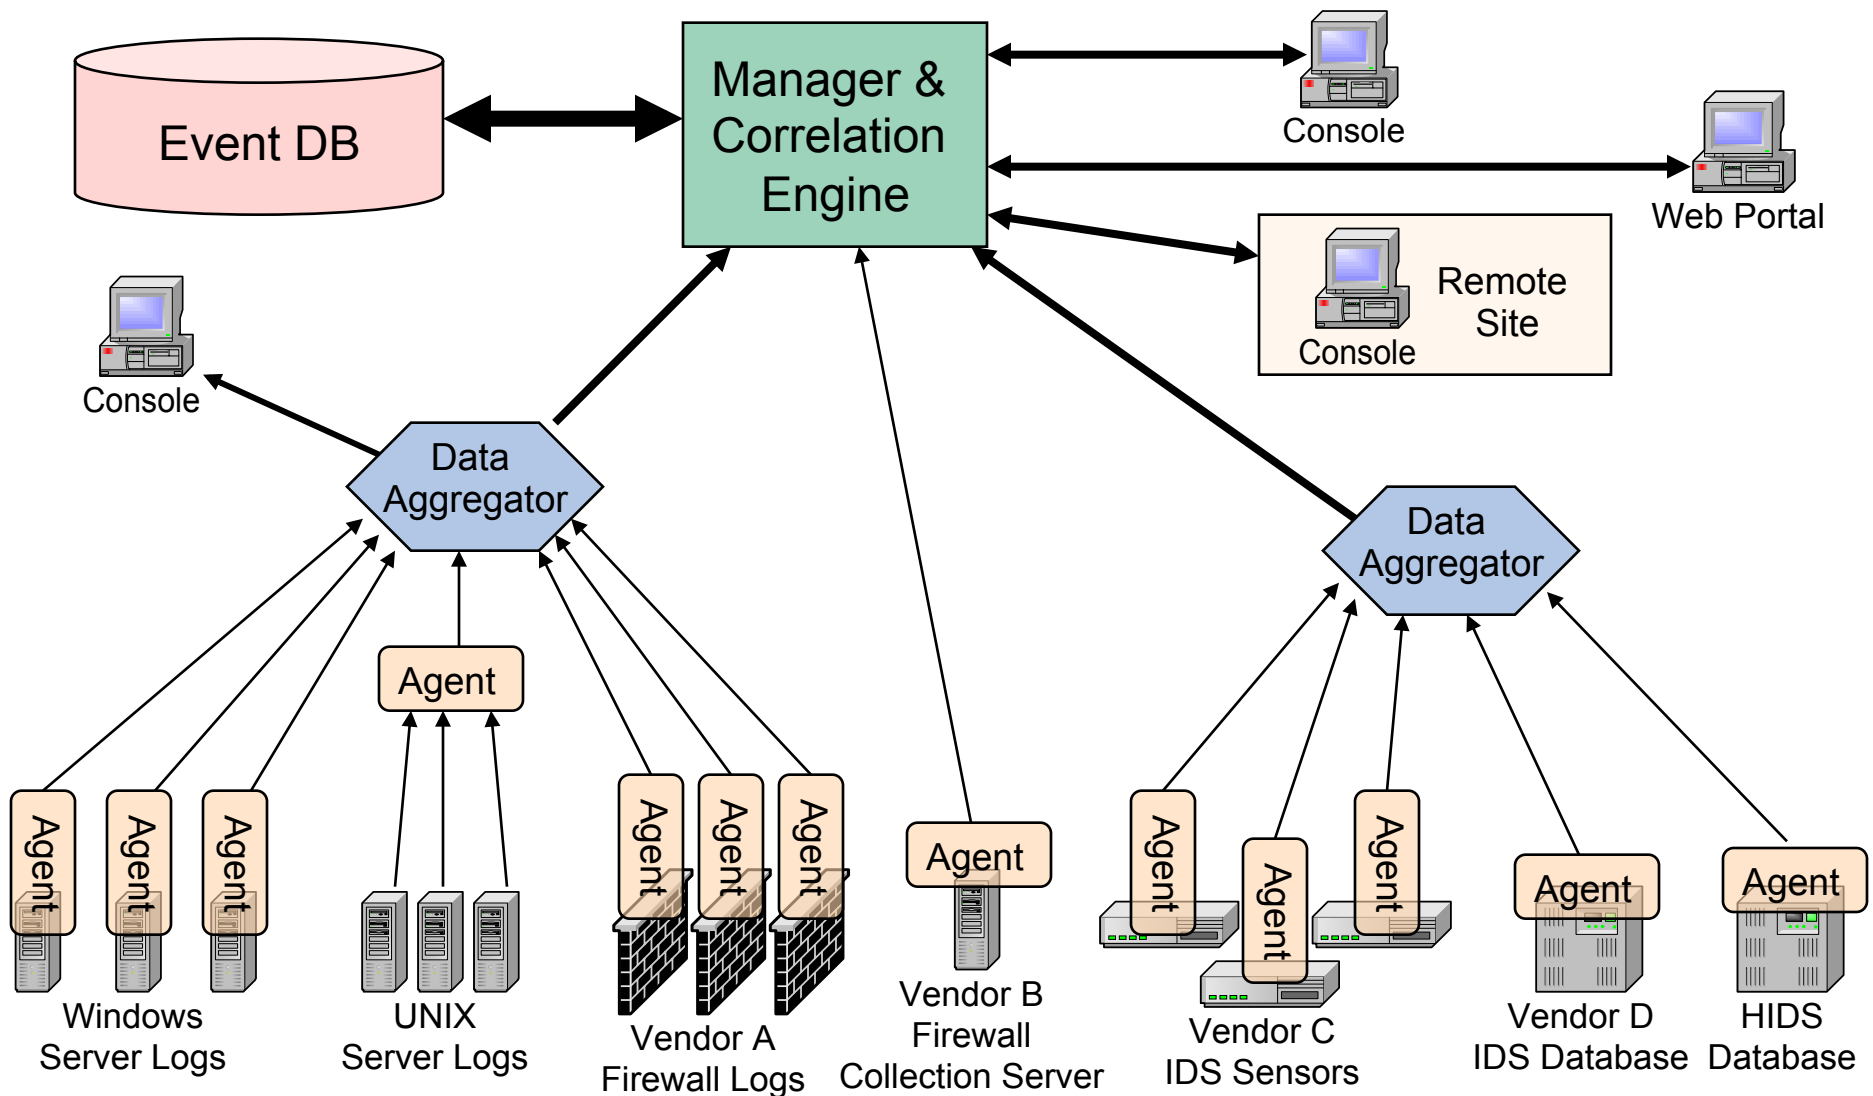 Event DB
Manager &
Correlation
Engine
Console
Web Portal
Remote
Site
Console
Console
Data
Aggregator
Data
Aggregator
Agent
Agent
Agent
Agent
Agent
Agent
Agent
Agent
Agent
Agent
Agent
Agent
Agent
Windows
Server Logs
UNIX
Server Logs
Vendor A
Firewall Logs
Vendor B
Firewall
Collection Server
Vendor C
IDS Sensors
Vendor D
IDS Database
HIDS
Database